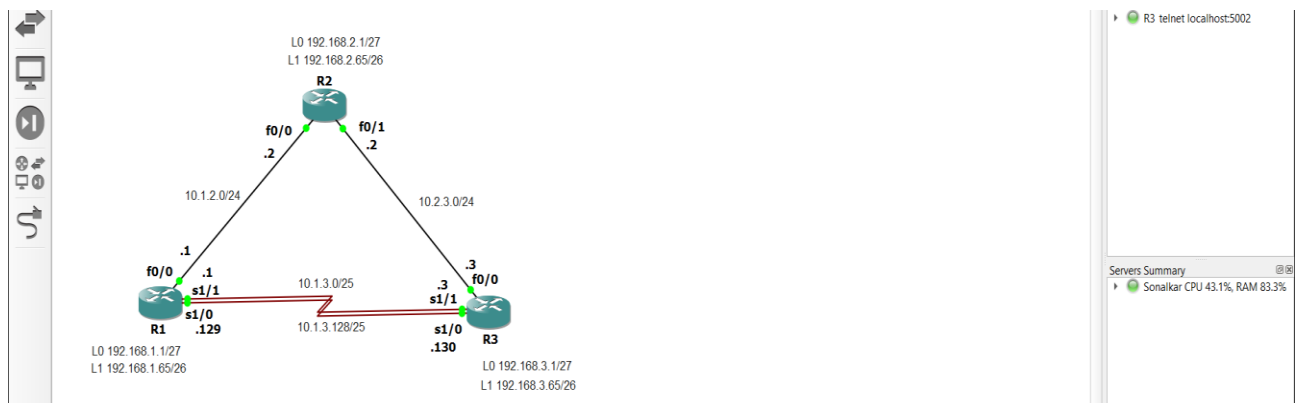 R3 telnet localhost:5002
L0 192.168.2.1/27
L1 192.168.2.65/26
R2
f0/0
f0/1
.2
.2
10.1.2.0/24
10.2.3.0/24
.1
.3
f0/0
.1
f0/0
s1/1
10.1.3.0/25
.3
s1/1
s1/0
R1
.129
10.1.3.128/25
s1/0
.130
R3
L0 192.168.1.1/27
L1 192.168.1.65/26
L0 192.168.3.1/27
L1 192.168.3.65/26
Servers Summary
Sonalkar CPU 43.1%, RAM 83.3%